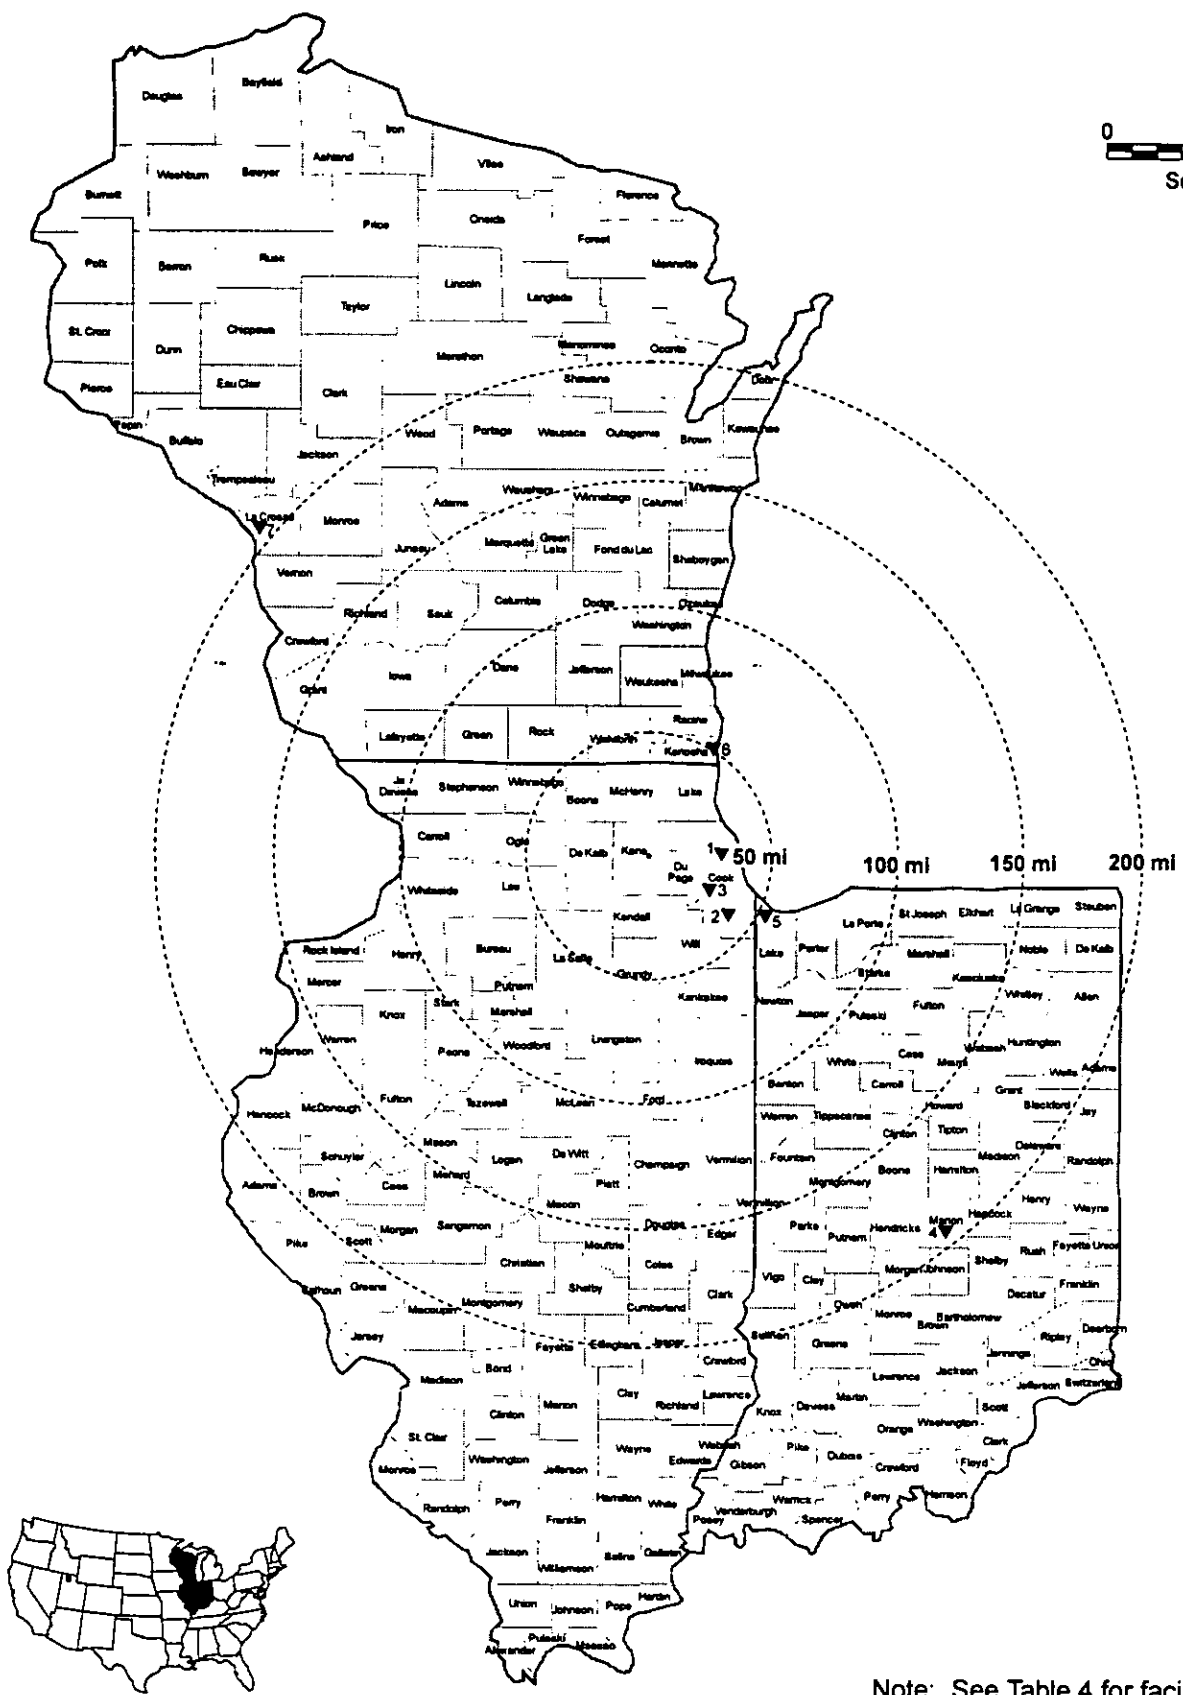 Douglas
Bayfield
Iron
0
Ashland
Vilas
Washburn
Sawyer
Burnett
Florence
Price
Oneida
Forest
Polk
Barron
Rusk
Marinette
Lincoln
Langlade
Taylor
St. Croix
Chippewa
Dunn
Menominee
Oconto
Marathon
Pierce
Eau Clair
Clark
Shawano
Door
Pepin
Buffalo
Wood
Portage
Waupaca
Outagamie
Brown
Kewaunee
Jackson
Trempealeau
Adams
Waushara
Winnebago
Calumet
Manitowoc
La Crosse
7
Monroe
Juneau
Marquette
Green
Lake
Fond du Lac
Sheboygan
Vernon
Richland
Sauk
Columbia
Dodge
Ozaukee
Washington
Crawford
Grant
Iowa
Dane
Jefferson
Waukesha
Milwaukee
Lafayette
Green
Rock
Walworth
Racine
Kenosha
6
Jo
Daviess
Stephenson
Winnebago
Boone
McHenry
Lake
Carroll
Ogle
De Kalb
Kane
1
50 mi
100 mi
150 mi
200 mi
Du
Page
Cook
Whiteside
Lee
3
Kendall
2
5
La Porte
St Joseph
Elkhart
La Grange
Steuben
Rock Island
Henry
Bureau
La Salle
Will
Lake
Porter
Marshall
Noble
De Kalb
Mercer
Putnam
Grundy
Starke
Kosciusko
Stark
Marshall
Kankakee
Newton
Jasper
Pulaski
Fulton
Whitley
Allen
Knox
Henderson
Warren
Peoria
Woodford
Livingston
Iroquois
White
Cass
Miami
Wabash
Huntington
Wells
Adams
Hancock
McDonough
Fulton
Tazewell
McLean
Ford
Benton
Carroll
Grant
Warren
Tippecanoe
Howard
Blackford
Jay
Mason
Clinton
Tipton
Delaware
Schuyler
Logan
De Witt
Champaign
Vermilion
Fountain
Madison
Randolph
Adams
Brown
Cass
Menard
Piatt
Montgomery
Boone
Hamilton
Macon
Vermillion
Henry
Wayne
Pike
Scott
Morgan
Sangamon
Douglas
Edgar
Parke
Putnam
Hendricks
Marion
4
Hancock
Christian
Moultrie
Coles
Shelby
Rush
Fayette
Union
Calhoun
Greene
Macoupin
Montgomery
Shelby
Cumberland
Clark
Vigo
Clay
Owen
Morgan
Johnson
Decatur
Franklin
Jersey
Fayette
Effingham
Jasper
Sullivan
Greene
Monroe
Brown
Bartholomew
Ripley
Dearborn
Madison
Bond
Crawford
Lawrence
Jackson
Jennings
Ohio
Jefferson
Switzerland
Clinton
Marion
Clay
Richland
Lawrence
Knox
Daviess
Martin
Scott
St. Clair
Orange
Washington
Clark
Monroe
Washington
Jefferson
Wayne
Edwards
Wabash
Gibson
Pike
Dubois
Crawford
Floyd
Randolph
Perry
Hamilton
White
Posey
Vanderburgh
Warrick
Spencer
Perry
Harrison
Franklin
Jackson
Williamson
Saline
Gallatin
Union
Johnson
Pope
Hardin
Alexander
Pulaski
Massac
Note: See Table 4 for